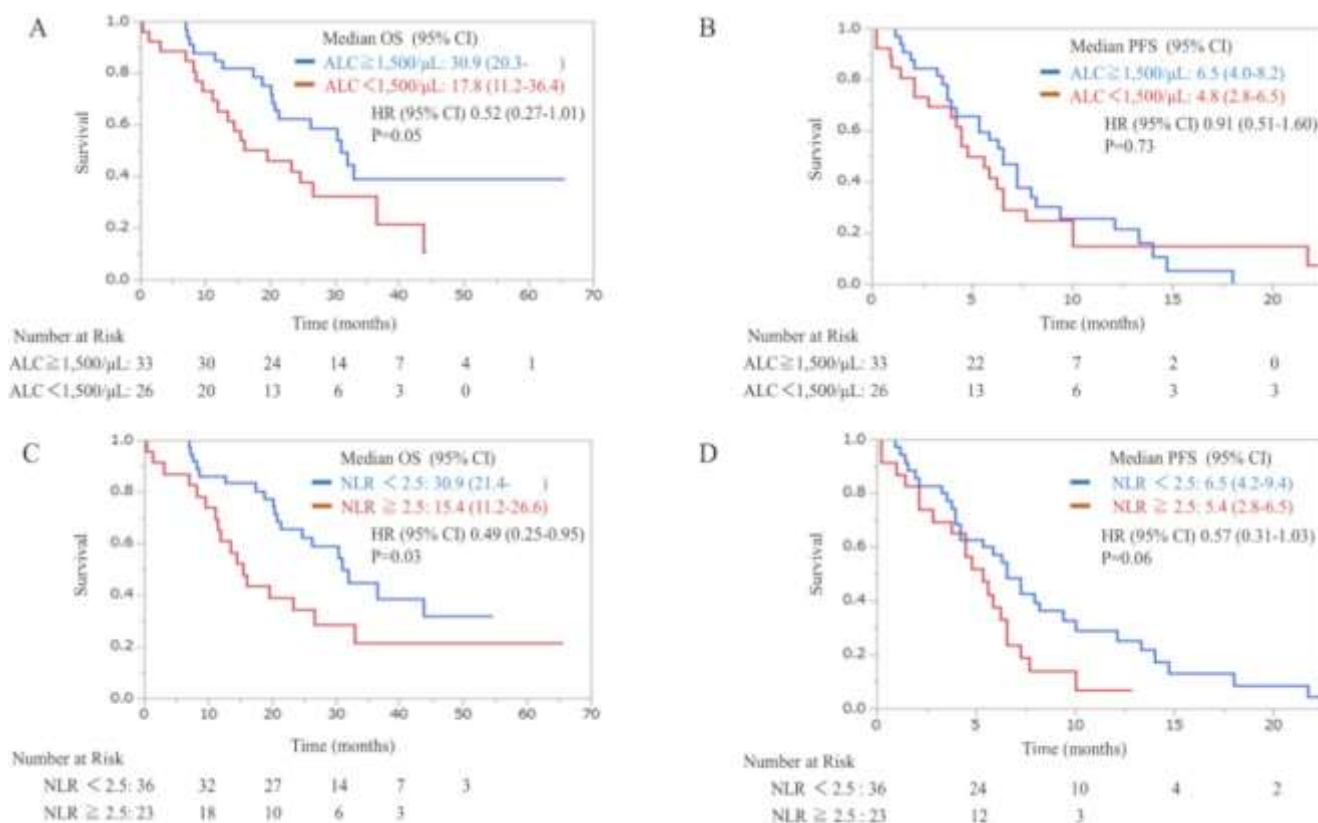 A
Median OS (95% CI)
ALC≧1,500/μL: 30.9 (20.3- )
ALC<1,500/μL: 17.8 (11.2-36.4)
HR (95% CI) 0.52 (0.27-1.01)
P=0.05
Survival
1.0
0.8
0.6
0.4
0.2
0.0
0 10 20 30 40 50 60 70
Time (months)
Number at Risk
ALC≧1,500/μL: 33 30 24 14 7 4 1
ALC<1,500/μL: 26 20 13 6 3 0
B
Median PFS (95% CI)
ALC≧1,500/μL: 6.5 (4.0-8.2)
ALC<1,500/μL: 4.8 (2.8-6.5)
HR (95% CI) 0.91 (0.51-1.60)
P=0.73
Survival
1.0
0.8
0.6
0.4
0.2
0.0
0 5 10 15 20
Time (months)
Number at Risk
ALC≧1,500/μL: 33 22 7 2 0
ALC<1,500/μL: 26 13 6 3 3
C
Median OS (95% CI)
NLR < 2.5: 30.9 (21.4- )
NLR ≧ 2.5: 15.4 (11.2-26.6)
HR (95% CI) 0.49 (0.25-0.95)
P=0.03
Survival
1.0
0.8
0.6
0.4
0.2
0.0
0 10 20 30 40 50 60 70
Time (months)
Number at Risk
NLR < 2.5: 36 32 27 14 7 3
NLR ≧ 2.5: 23 18 10 6 3
D
Median PFS (95% CI)
NLR < 2.5: 6.5 (4.2-9.4)
NLR ≧ 2.5: 5.4 (2.8-6.5)
HR (95% CI) 0.57 (0.31-1.03)
P=0.06
Survival
1.0
0.8
0.6
0.4
0.2
0.0
0 5 10 15 20
Time (months)
Number at Risk
NLR < 2.5 : 36 24 10 4 2
NLR ≧ 2.5 : 23 12 3